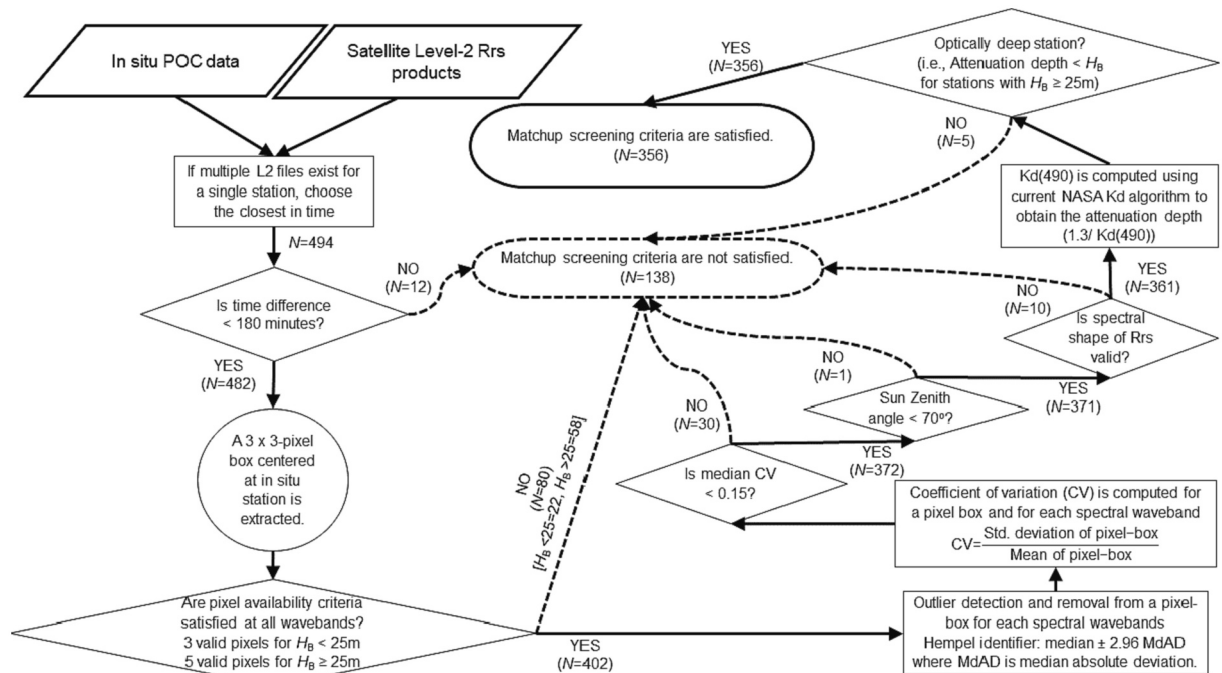 In situ POC data
Satellite Level-2 Rrs
products
If multiple L2 files exist for
a single station, choose
the closest in time
N=494
Is time difference
< 180 minutes?
NO
(N=12)
YES
(N=482)
A 3 x 3-pixel
box centered
at in situ
station is
extracted.
Are pixel availability criteria
satisfied at all wavebands?
3 valid pixels for HB < 25m
5 valid pixels for HB ≥ 25m
NO
(N=80)
[HB <25=22, HB >25=58]
YES
(N=402)
Outlier detection and removal from a pixel-
box for each spectral wavebands
Hempel identifier: median ± 2.96 MdAD
where MdAD is median absolute deviation.
Coefficient of variation (CV) is computed for
a pixel box and for each spectral waveband
CV=Std. deviation of pixel-box
Mean of pixel-box
Is median CV
< 0.15?
NO
(N=30)
YES
(N=372)
Sun Zenith
angle < 70º?
NO
(N=1)
YES
(N=371)
Is spectral
shape of Rrs
valid?
NO
(N=10)
YES
(N=361)
Kd(490) is computed using
current NASA Kd algorithm to
obtain the attenuation depth
(1.3/ Kd(490))
Optically deep station?
(i.e., Attenuation depth < HB
for stations with HB ≥ 25m)
NO
(N=5)
YES
(N=356)
Matchup screening criteria are satisfied.
(N=356)
Matchup screening criteria are not satisfied.
(N=138)